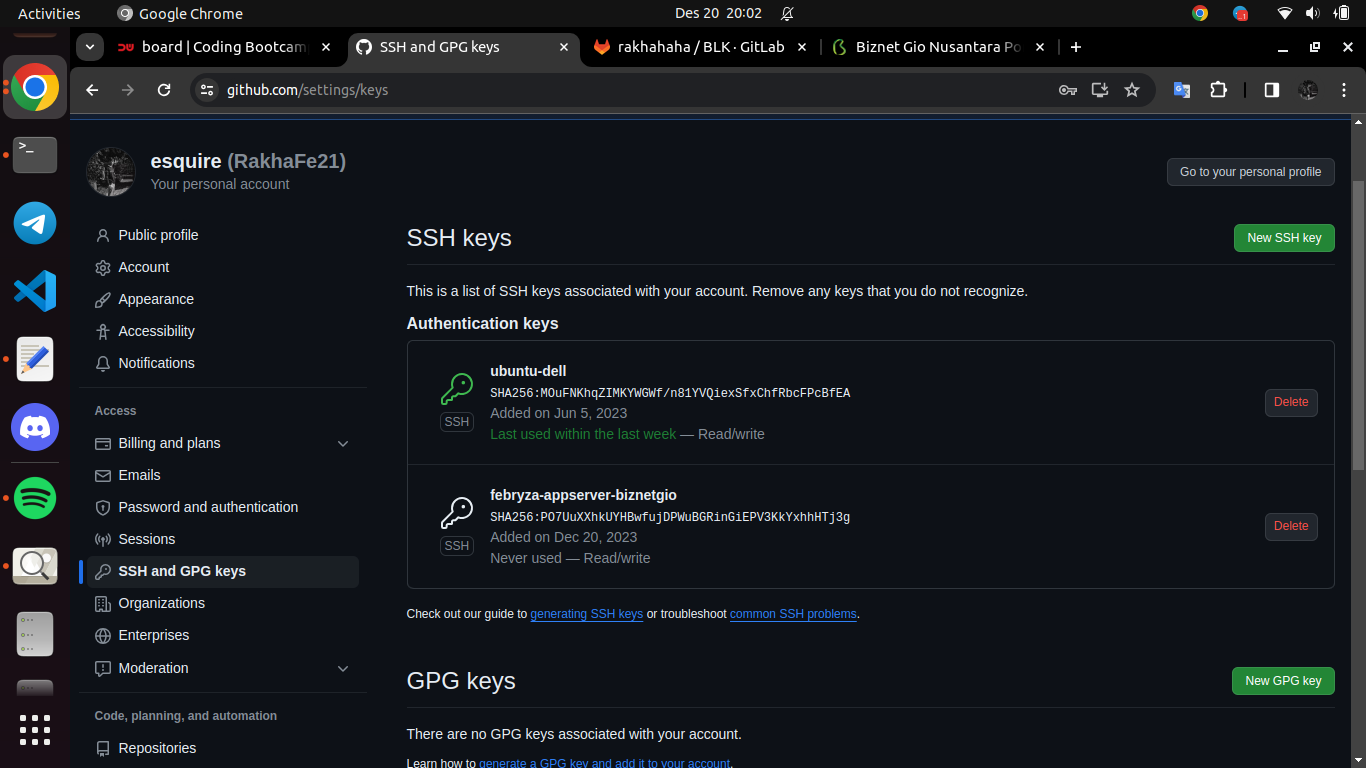 Activities
Google Chrome
Des 20 20:02
board | Coding Bootcam
SSH and GPG keys
rakhahaha / BLK · GitLab
Biznet Gio Nusantara Po
github.com/settings/keys
esquire (RakhaFe21)
Your personal account
Go to your personal profile
Public profile
Account
Appearance
Accessibility
Notifications
Access
Billing and plans
Emails
Password and authentication
Sessions
SSH and GPG keys
Organizations
Enterprises
Moderation
Code, planning, and automation
Repositories
SSH keys
New SSH key
This is a list of SSH keys associated with your account. Remove any keys that you do not recognize.
Authentication keys
ubuntu-dell
SHA256:MOuFNKhqZIMKYWGWf/n81YVQiexSfxChfRbcFPcBfEA
Added on Jun 5, 2023
Last used within the last week — Read/write
SSH
Delete
febryza-appserver-biznetgio
SHA256:PO7UuXXhkUYHBwfujDPWuBGRinGiEPV3KkYxhhHTj3g
Added on Dec 20, 2023
Never used — Read/write
SSH
Delete
Check out our guide to generating SSH keys or troubleshoot common SSH problems.
GPG keys
New GPG key
There are no GPG keys associated with your account.
Learn how to generate a GPG key and add it to your account.